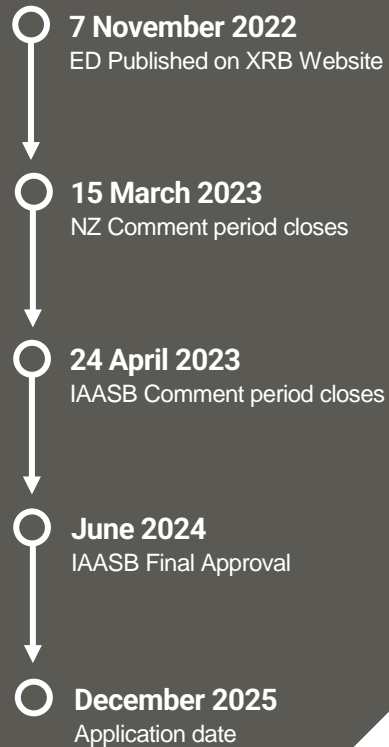 7 November 2022
ED Published on XRB Website
15 March 2023
NZ Comment period closes
24 April 2023
IAASB Comment period closes
June 2024
IAASB Final Approval
December 2025
Application date